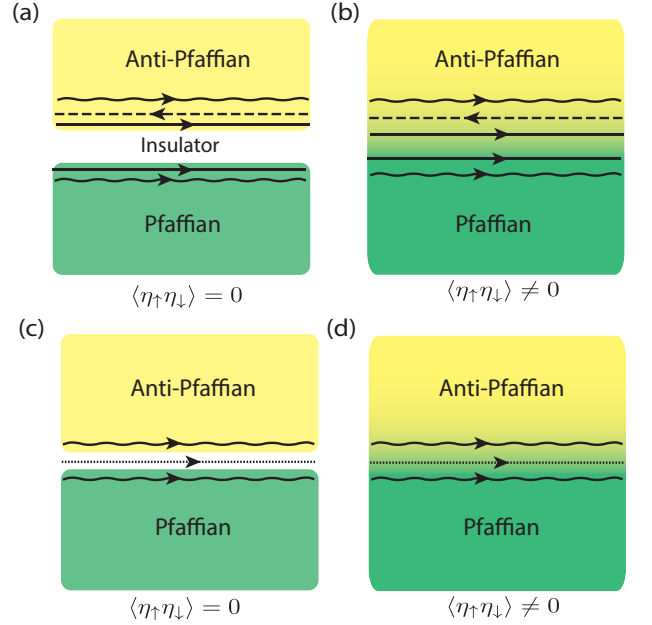 (a)
Anti-Pfaffian
Insulator
Pfaffian
⟨η↑η↓⟩ = 0
(b)
Anti-Pfaffian
Pfaffian
⟨η↑η↓⟩ ≠ 0
(c)
Anti-Pfaffian
Pfaffian
⟨η↑η↓⟩ = 0
(d)
Anti-Pfaffian
Pfaffian
⟨η↑η↓⟩ ≠ 0